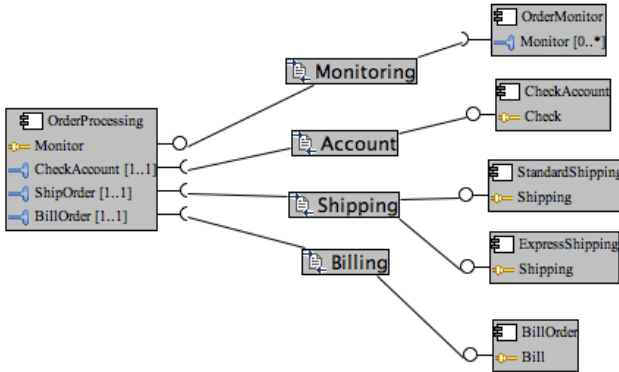 OrderMonitor
Monitor [0..*]
Monitoring
CheckAccount
Check
OrderProcessing
Monitor
CheckAccount [1..1]
ShipOrder [1..1]
BillOrder [1..1]
Account
StandardShipping
Shipping
Shipping
ExpressShipping
Shipping
Billing
BillOrder
Bill